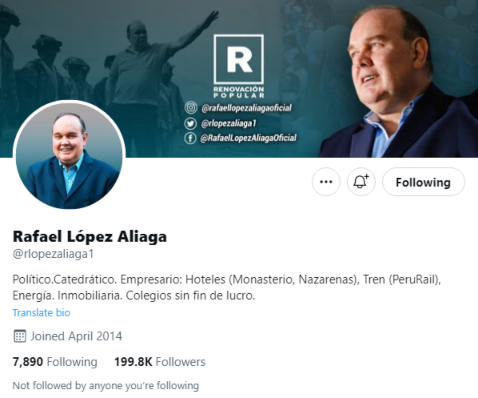 R
RENOVACIÓN
POPULAR
@rafaellopezaliagaoficial
@rlopezaliaga1
@RafaelLopezAliagaOficial
Following
Rafael López Aliaga
@rlopezaliaga1
Político.Catedrático. Empresario: Hoteles (Monasterio, Nazarenas), Tren (PeruRail),
Energía. Inmobiliaria. Colegios sin fin de lucro.
Translate bio
Joined April 2014
7,890 Following 199.8K Followers
Not followed by anyone you're following